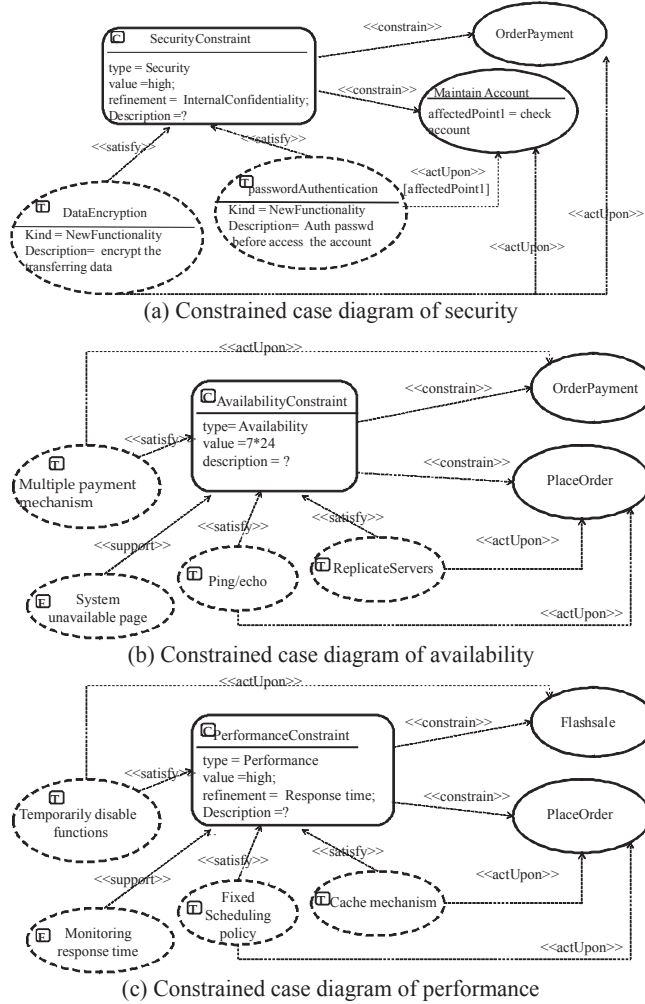 C
SecurityConstraint
type = Security
value =high;
refinement = InternalConfidentiality;
Description =?
<<constrain>>
OrderPayment
<<constrain>>
Maintain Account
affectedPoint1 = check
account
<<satisfy>>
<<satisfy>>
T
DataEncryption
Kind = NewFunctionality
Description= encrypt the
transferring data
T
passwordAuthentication
Kind = NewFunctionality
Description= Auth passwd
before access the account
<<actUpon>>
[affectedPoint1]
<<actUpon>>
<<actUpon>>
(a) Constrained case diagram of security
<<actUpon>>
C
AvailabilityConstraint
type= Availability
value =7*24
description = ?
<<constrain>>
OrderPayment
<<satisfy>>
T
Multiple payment
mechanism
<<constrain>>
PlaceOrder
<<support>>
<<satisfy>>
<<satisfy>>
F
System
unavailable page
T
Ping/echo
T
ReplicateServers
<<actUpon>>
<<actUpon>>
(b) Constrained case diagram of availability
<<actUpon>>
C
PerformanceConstraint
type = Performance
value =high;
refinement = Response time;
Description =?
<<constrain>>
Flashsale
<<satisfy>>
T
Temporarily disable
functions
<<constrain>>
PlaceOrder
<<support>>
<<satisfy>>
<<satisfy>>
F
Monitoring
response time
T
Fixed
Scheduling
policy
T
Cache mechanism
<<actUpon>>
<<actUpon>>
(c) Constrained case diagram of performance